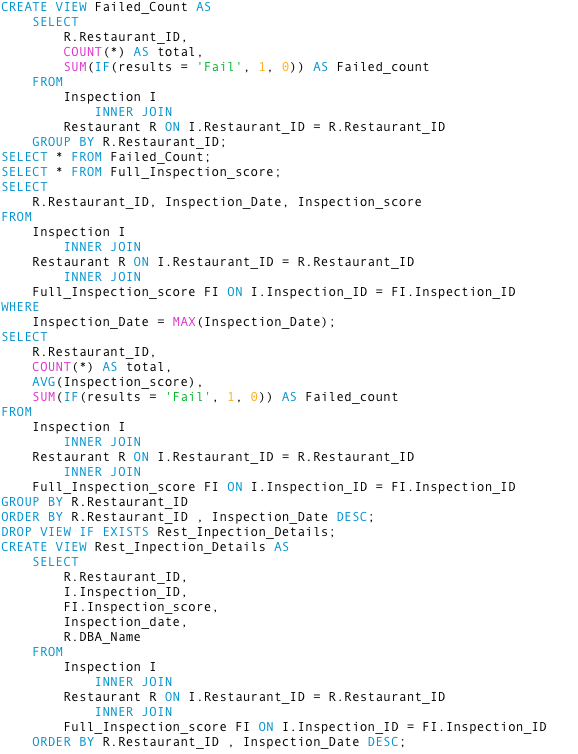 CREATE VIEW Failed_Count AS
    SELECT
        R.Restaurant_ID,
        COUNT(*) AS total,
        SUM(IF(results = 'Fail', 1, 0)) AS Failed_count
    FROM
        Inspection I
            INNER JOIN
        Restaurant R ON I.Restaurant_ID = R.Restaurant_ID
    GROUP BY R.Restaurant_ID;
SELECT * FROM Failed_Count;
SELECT * FROM Full_Inspection_score;
SELECT
    R.Restaurant_ID, Inspection_Date, Inspection_score
FROM
    Inspection I
        INNER JOIN
    Restaurant R ON I.Restaurant_ID = R.Restaurant_ID
        INNER JOIN
    Full_Inspection_score FI ON I.Inspection_ID = FI.Inspection_ID
WHERE
    Inspection_Date = MAX(Inspection_Date);
SELECT
    R.Restaurant_ID,
    COUNT(*) AS total,
    AVG(Inspection_score),
    SUM(IF(results = 'Fail', 1, 0)) AS Failed_count
FROM
    Inspection I
        INNER JOIN
    Restaurant R ON I.Restaurant_ID = R.Restaurant_ID
        INNER JOIN
    Full_Inspection_score FI ON I.Inspection_ID = FI.Inspection_ID
GROUP BY R.Restaurant_ID
ORDER BY R.Restaurant_ID , Inspection_Date DESC;
DROP VIEW IF EXISTS Rest_Inpection_Details;
CREATE VIEW Rest_Inpection_Details AS
    SELECT
        R.Restaurant_ID,
        I.Inspection_ID,
        FI.Inspection_score,
        Inspection_date,
        R.DBA_Name
    FROM
        Inspection I
            INNER JOIN
        Restaurant R ON I.Restaurant_ID = R.Restaurant_ID
            INNER JOIN
        Full_Inspection_score FI ON I.Inspection_ID = FI.Inspection_ID
    ORDER BY R.Restaurant_ID , Inspection_Date DESC;